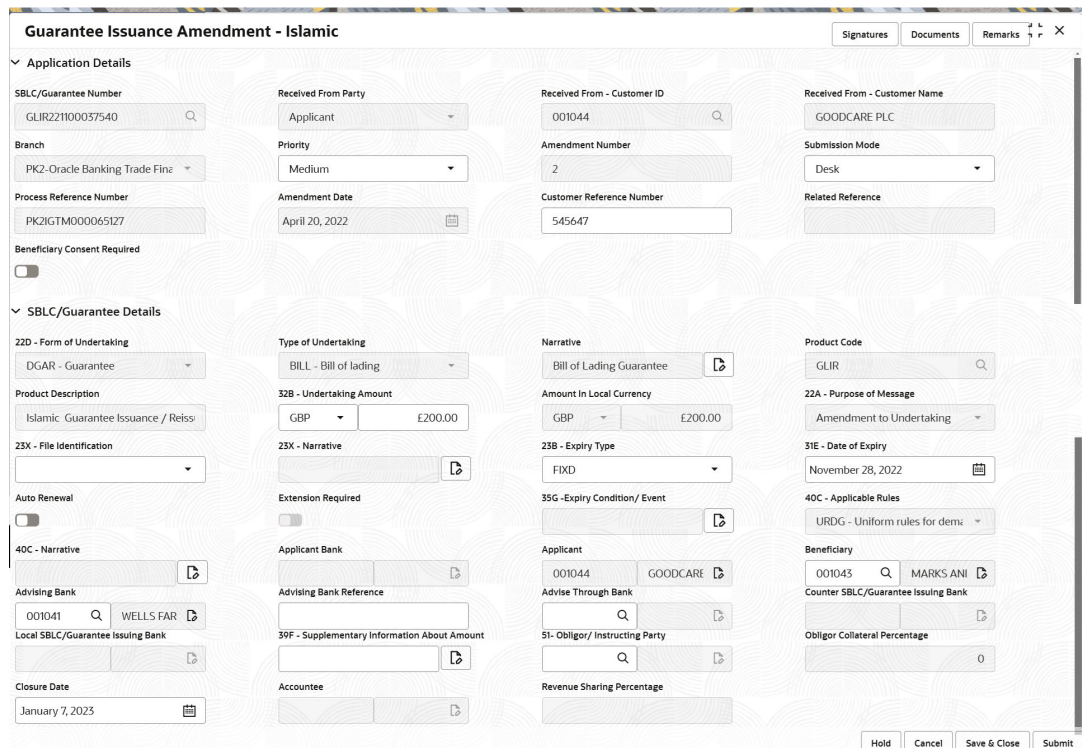 Guarantee Issuance Amendment - Islamic
Signatures Documents Remarks
Application Details
SBLC/Guarantee Number Received From Party Received From - Customer ID Received From - Customer Name
GLIR221100037540 Applicant 001044 GOODCARE PLC
Branch Priority Amendment Number Submission Mode
PK2-Oracle Banking Trade Fina Medium 2 Desk
Process Reference Number Amendment Date Customer Reference Number Related Reference
PK2IGTM000065127 April 20, 2022 545647
Beneficiary Consent Required
SBLC/Guarantee Details
22D - Form of Undertaking Type of Undertaking Narrative Product Code
DGAR - Guarantee BILL - Bill of lading Bill of Lading Guarantee GLIR
Product Description 32B - Undertaking Amount Amount In Local Currency 22A - Purpose of Message
Islamic Guarantee Issuance / Reiss GBP £200.00 GBP £200.00 Amendment to Undertaking
23X - File Identification 23X - Narrative 23B - Expiry Type 31E - Date of Expiry
FIXD November 28, 2022
Auto Renewal Extension Required 35G -Expiry Condition/ Event 40C - Applicable Rules
URDG - Uniform rules for dema
40C - Narrative Applicant Bank Applicant Beneficiary
001044 GOODCARE 001043 MARKS ANI
Advising Bank Advising Bank Reference Advise Through Bank Counter SBLC/Guarantee Issuing Bank
001041 WELLS FAR
Local SBLC/Guarantee Issuing Bank 39F - Supplementary Information About Amount 51- Obligor/ Instructing Party Obligor Collateral Percentage
0
Closure Date Accountee Revenue Sharing Percentage
January 7, 2023
Hold Cancel Save & Close Submit